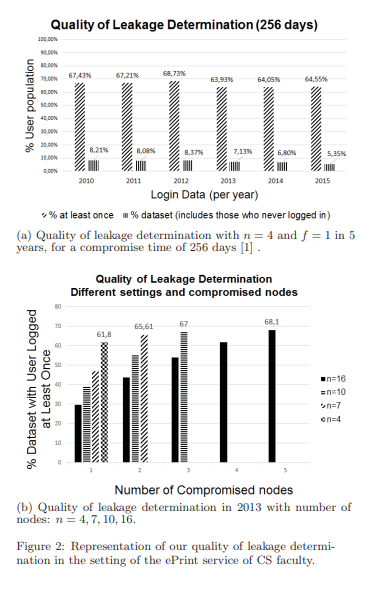 Quality of Leakage Determination (256 days)
100,00%
90,00%
80,00%
70,00%
60,00%
50,00%
40,00%
30,00%
20,00%
10,00%
0,00%
% User population
67,43%
67,21%
68,73%
63,93%
64,05%
64,55%
8,21%
8,08%
8,37%
7,13%
6,80%
5,35%
2010
2011
2012
2013
2014
2015
Login Data (per year)
% at least once
% dataset (includes those who never logged in)
(a) Quality of leakage determination with n = 4 and f = 1 in 5
years, for a compromise time of 256 days [1] .
Quality of Leakage Determination
Different settings and compromised nodes
80
70
60
50
40
30
20
10
0
% Dataset with User Logged
at Least Once
61,8
65,61
67
68,1
n=16
n=10
n=7
n=4
1
2
3
4
5
Number of Compromised nodes
(b) Quality of leakage determination in 2013 with number of
nodes: n = 4, 7, 10, 16.
Figure 2: Representation of our quality of leakage determi-
nation in the setting of the ePrint service of CS faculty.